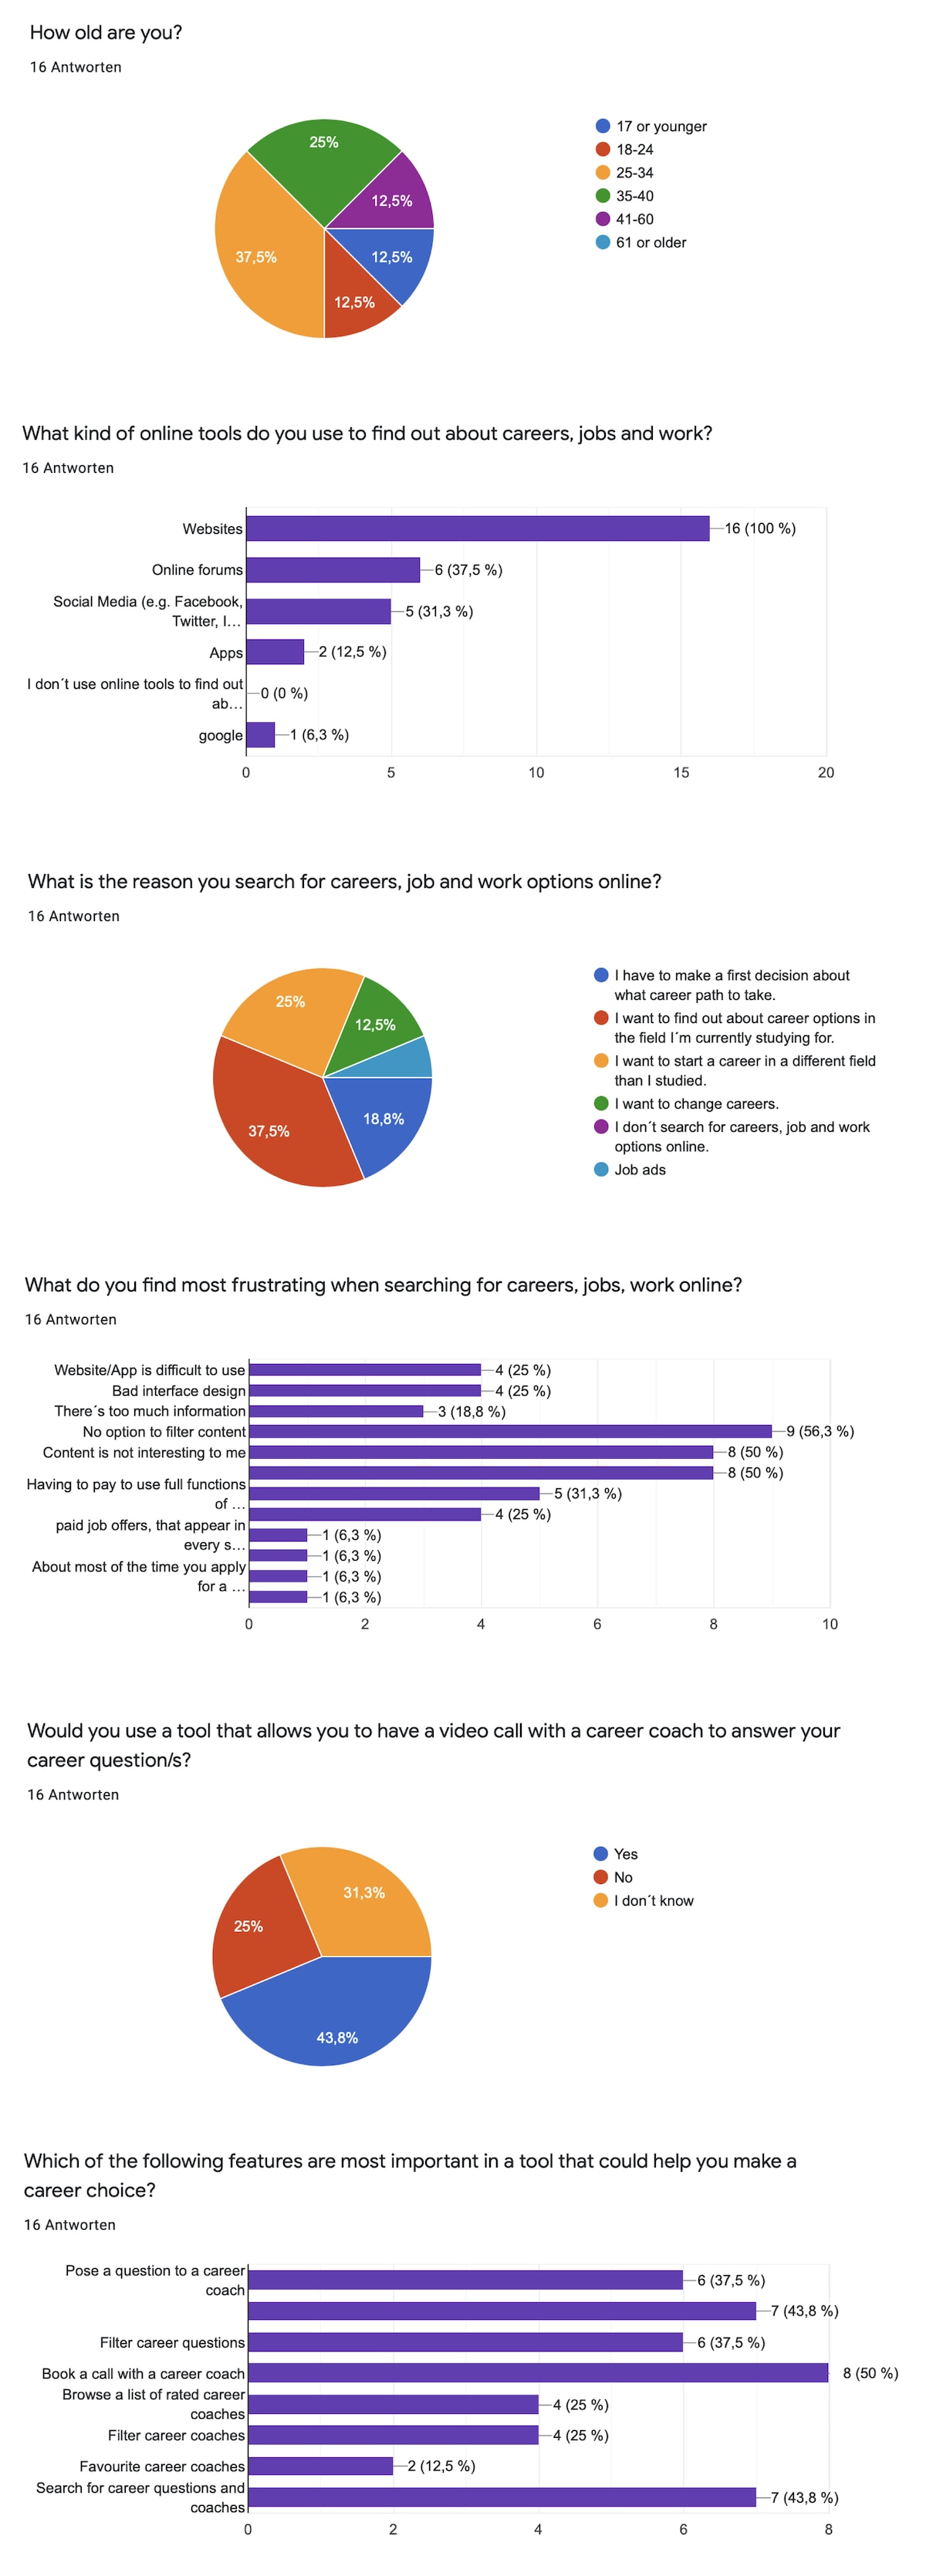 How old are you?
16 Antworten
25%
12,5%
37,5%
12,5%
12,5%
17 or younger
18-24
25-34
35-40
41-60
61 or older
What kind of online tools do you use to find out about careers, jobs and work?
16 Antworten
Websites
16 (100 %)
Online forums
6 (37,5 %)
Social Media (e.g. Facebook,
Twitter, I…
5 (31,3 %)
Apps
2 (12,5 %)
I don´t use online tools to find out
ab…
0 (0 %)
google
1 (6,3 %)
0 5 10 15 20
What is the reason you search for careers, job and work options online?
16 Antworten
25%
12,5%
37,5%
18,8%
I have to make a first decision about
what career path to take.
I want to find out about career options in
the field I´m currently studying for.
I want to start a career in a different field
than I studied.
I want to change careers.
I don´t search for careers, job and work
options online.
Job ads
What do you find most frustrating when searching for careers, jobs, work online?
16 Antworten
Website/App is difficult to use
4 (25 %)
Bad interface design
4 (25 %)
There´s too much information
3 (18,8 %)
No option to filter content
9 (56,3 %)
Content is not interesting to me
8 (50 %)
8 (50 %)
Having to pay to use full functions
of …
5 (31,3 %)
4 (25 %)
paid job offers, that appear in
every s…
1 (6,3 %)
1 (6,3 %)
About most of the time you apply
for a …
1 (6,3 %)
1 (6,3 %)
0 2 4 6 8 10
Would you use a tool that allows you to have a video call with a career coach to answer your
career question/s?
16 Antworten
31,3%
25%
43,8%
Yes
No
I don´t know
Which of the following features are most important in a tool that could help you make a
career choice?
16 Antworten
Pose a question to a career
coach
6 (37,5 %)
7 (43,8 %)
Filter career questions
6 (37,5 %)
Book a call with a career coach
8 (50 %)
Browse a list of rated career
coaches
4 (25 %)
Filter career coaches
4 (25 %)
Favourite career coaches
2 (12,5 %)
Search for career questions and
coaches
7 (43,8 %)
0 2 4 6 8